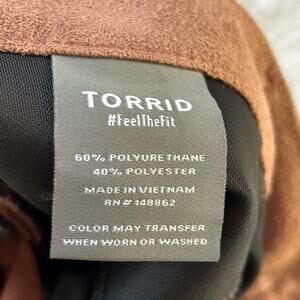 TORRID
#FeelTheFit
60% POLYURETHANE
40% POLYESTER
MADE IN VIETNAM
RN# 148862
COLOR MAY TRANSFER
WHEN WORN OR WASHED